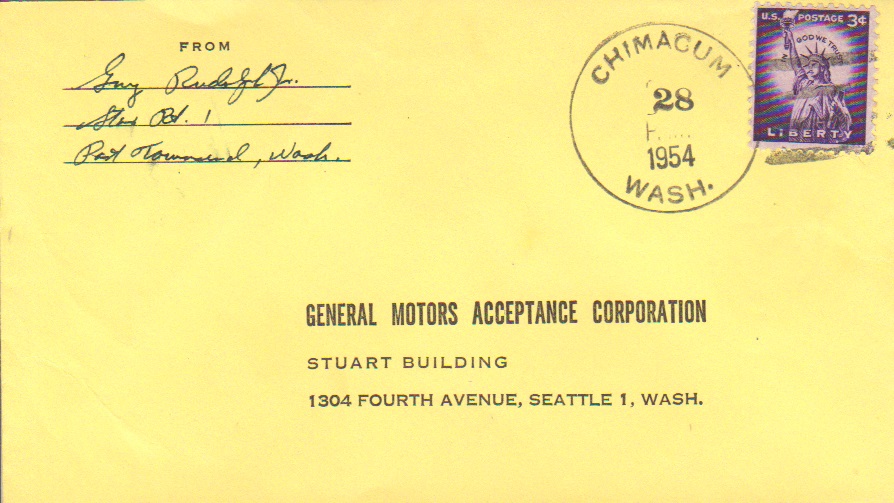 FROM
Guy Rudolf Jr.
Star Rt. 1
Port Townsend, Wash.
CHIMACUM
28
P.M.
1954
WASH.
U.S. POSTAGE 3¢
IN GOD WE TRUST
LIBERTY
GENERAL MOTORS ACCEPTANCE CORPORATION
STUART BUILDING
1304 FOURTH AVENUE, SEATTLE 1, WASH.